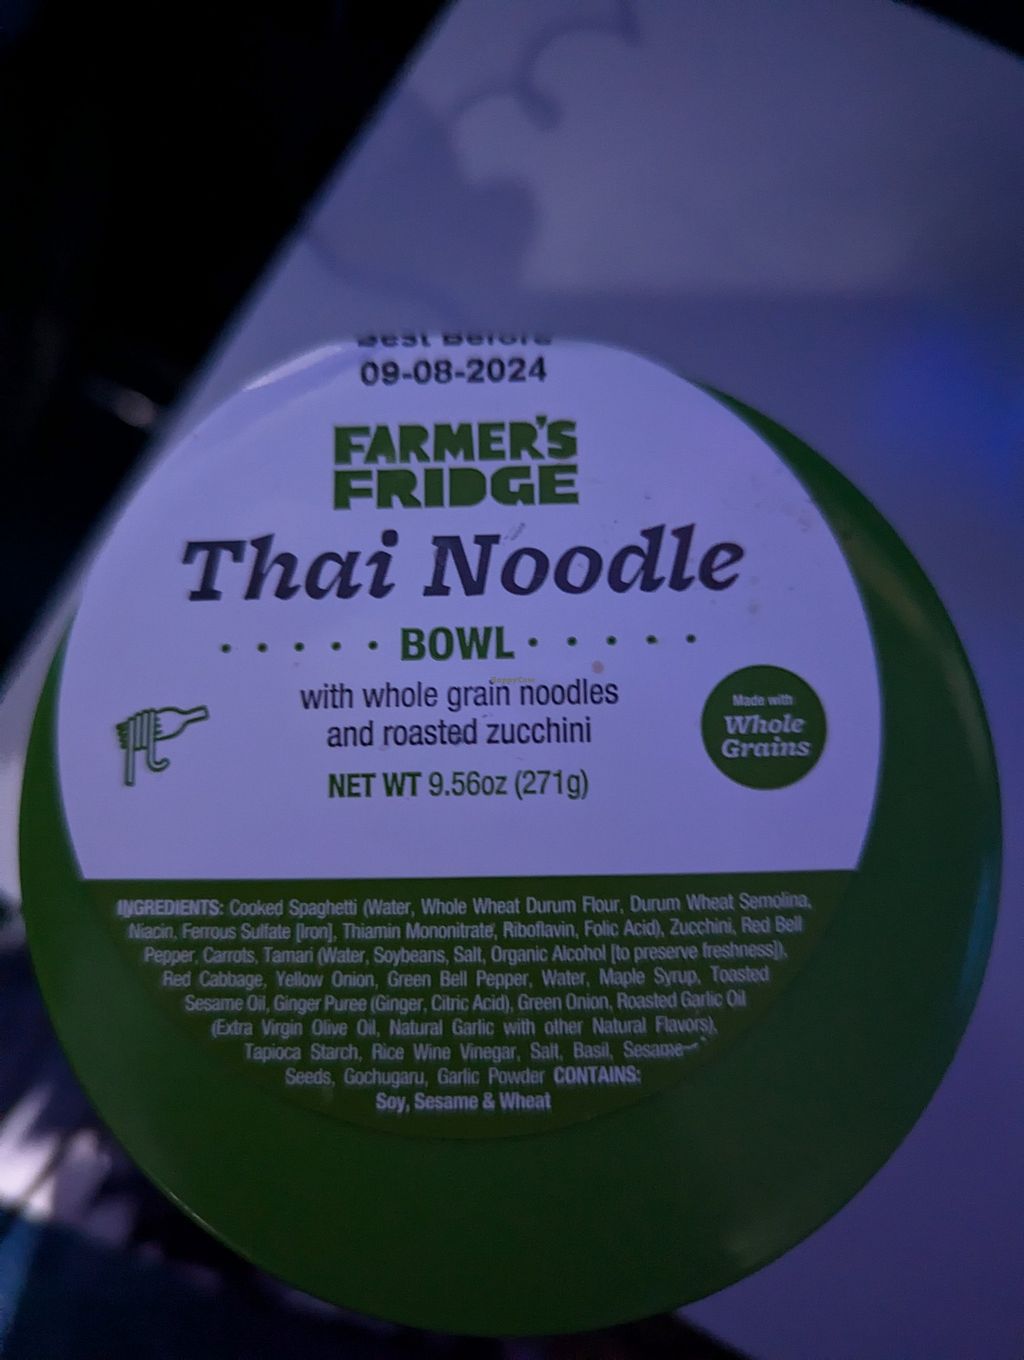 Best Before
09-08-2024
FARMER'S
FRIDGE
Thai Noodle
BOWL
with whole grain noodles
and roasted zucchini
NET WT 9.56oz (271g)
Made with
Whole
Grains
INGREDIENTS: Cooked Spaghetti (Water, Whole Wheat Durum Flour, Durum Wheat Semolina,
Niacin, Ferrous Sulfate [Iron], Thiamin Mononitrate, Riboflavin, Folic Acid), Zucchini, Red Bell
Pepper, Carrots, Tamari (Water, Soybeans, Salt, Organic Alcohol [to preserve freshness]),
Red Cabbage, Yellow Onion, Green Bell Pepper, Water, Maple Syrup, Toasted
Sesame Oil, Ginger Puree (Ginger, Citric Acid), Green Onion, Roasted Garlic Oil
(Extra Virgin Olive Oil, Natural Garlic with other Natural Flavors),
Tapioca Starch, Rice Wine Vinegar, Salt, Basil, Sesame
Seeds, Gochugaru, Garlic Powder CONTAINS:
Soy, Sesame & Wheat